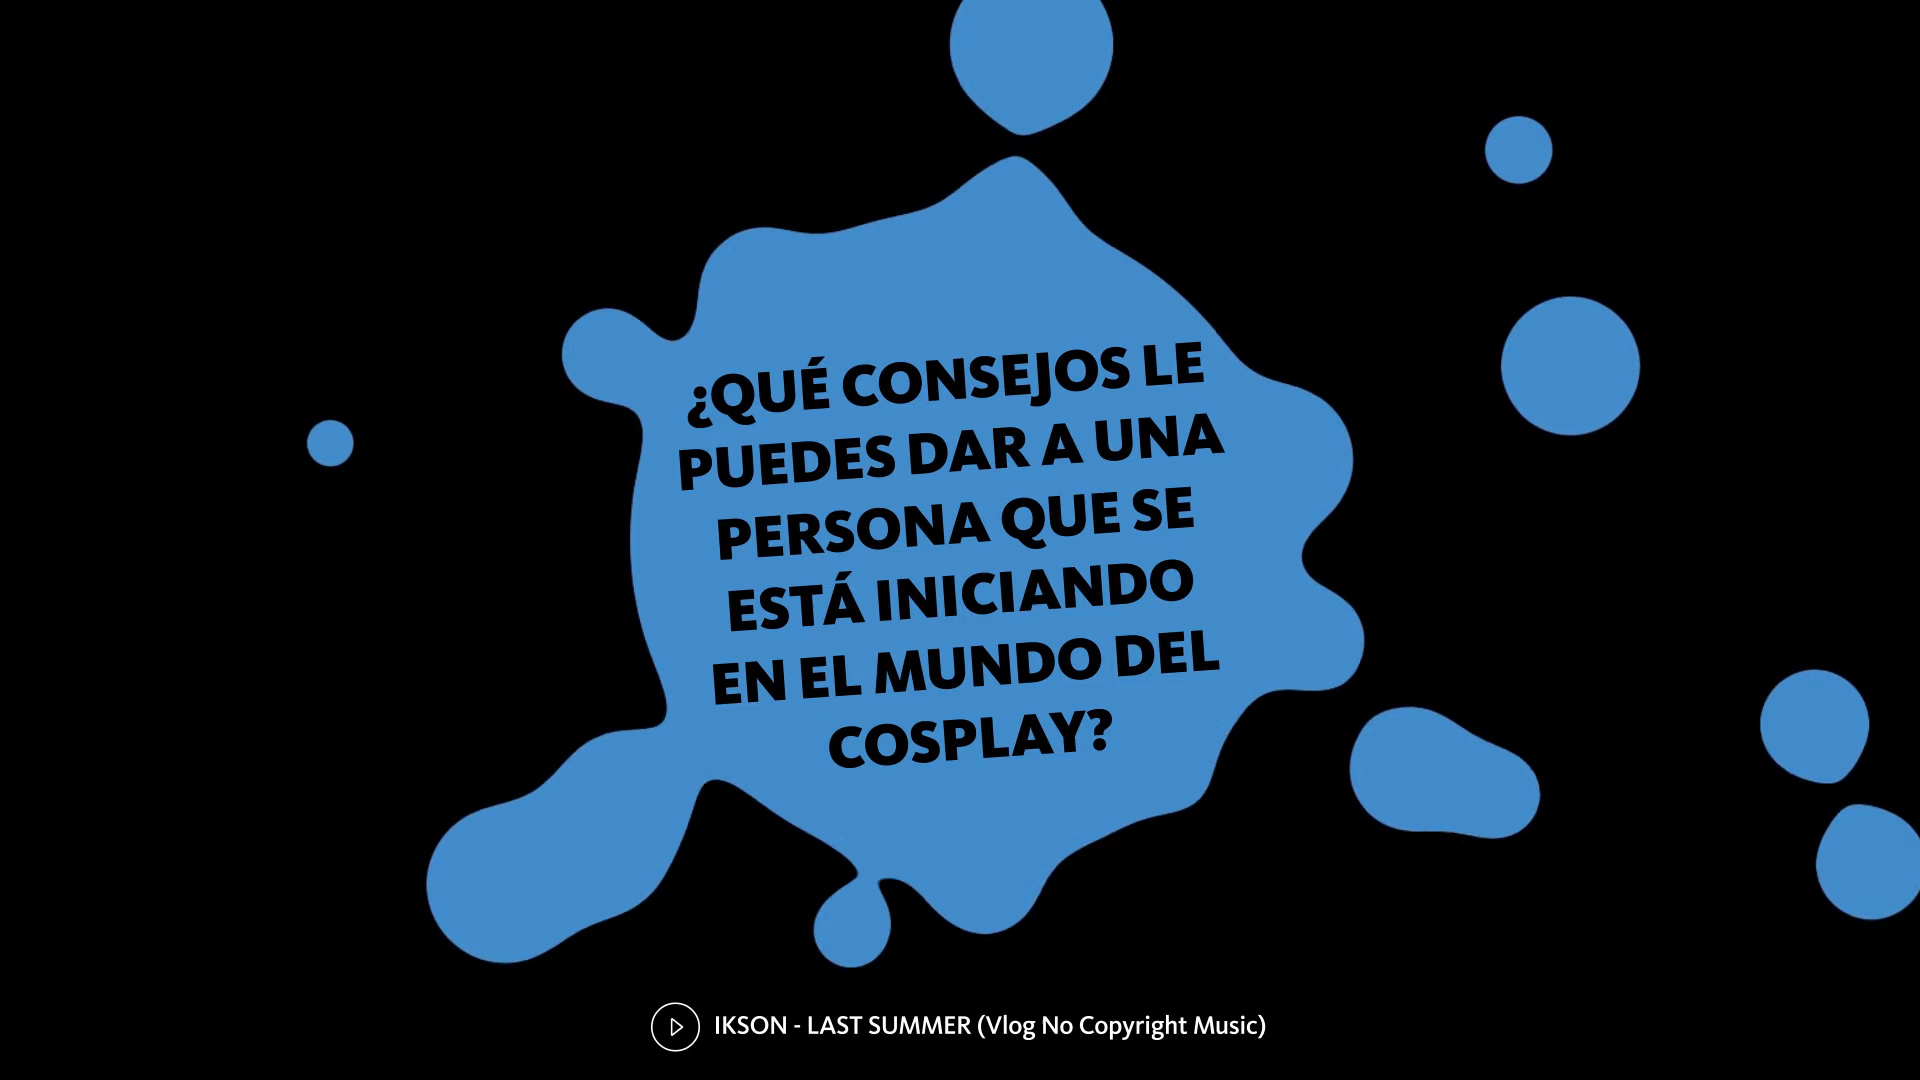 ¿QUÉ CONSEJOS LE
PUEDES DAR A UNA
PERSONA QUE SE
ESTÁ INICIANDO
EN EL MUNDO DEL
COSPLAY?
IKSON - LAST SUMMER (Vlog No Copyright Music)